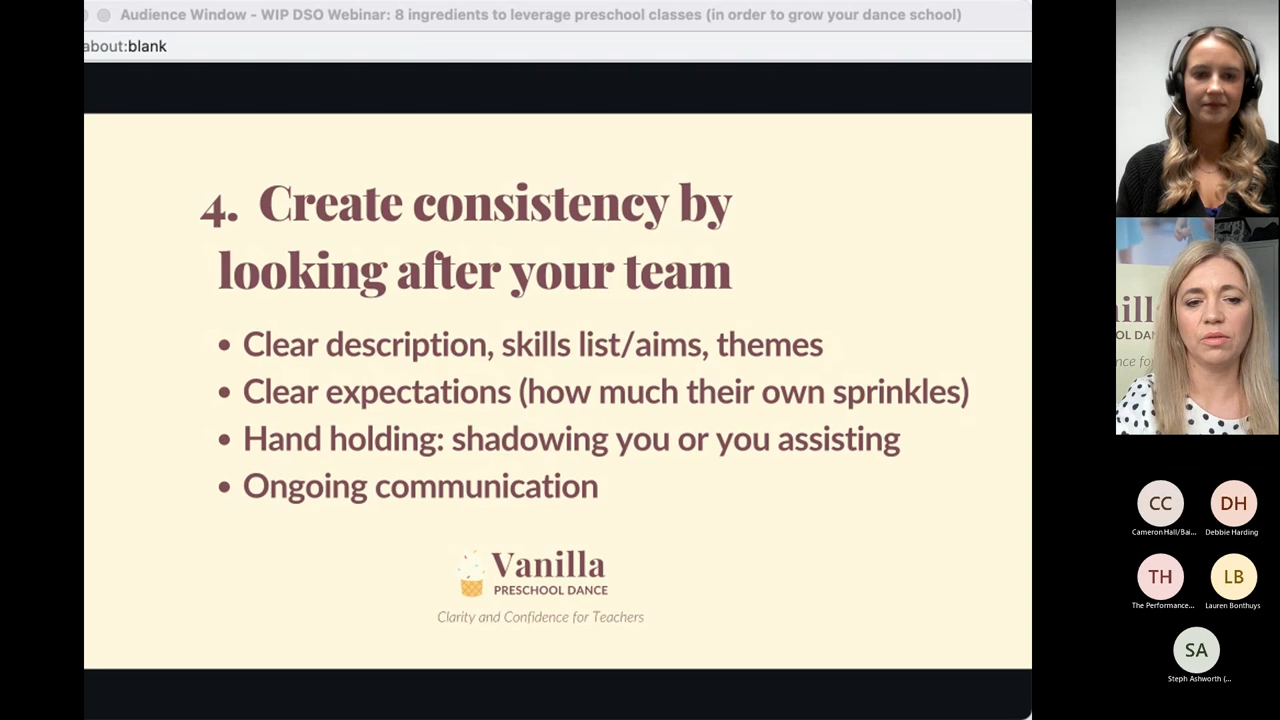 Audience Window - WIP DSO Webinar: 8 ingredients to leverage preschool classes (in order to grow your dance school)
about:blank
4. Create consistency by
looking after your team
• Clear description, skills list/aims, themes
• Clear expectations (how much their own sprinkles)
• Hand holding: shadowing you or you assisting
• Ongoing communication
Vanilla
PRESCHOOL DANCE
Clarity and Confidence for Teachers
CC
Cameron Hall/Bai...
DH
Debbie Harding
TH
The Performance...
LB
Lauren Bonthuys
SA
Steph Ashworth (...